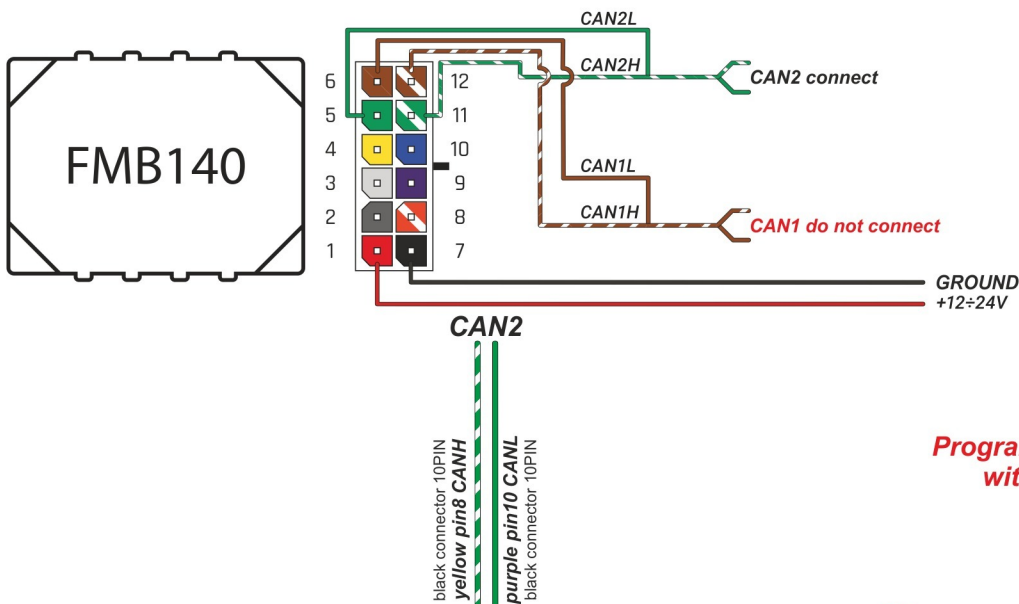 CAN2L
CAN2H
CAN2 connect
FMB140
6 12
5 11
4 10
3 9
2 8
1 7
CAN1L
CAN1H
CAN1 do not connect
GROUND
+12÷24V
CAN2
black connector 10PIN
yellow pin8 CANH
purple pin10 CANL
black connector 10PIN